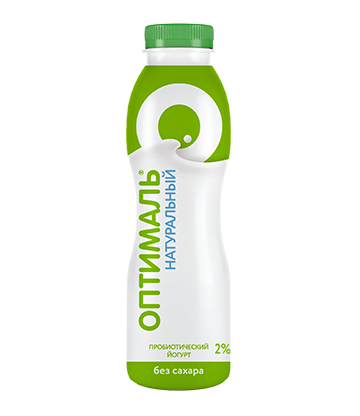 ОПТИМАЛЬ®
НАТУРАЛЬНЫЙ
ПРОБИОТИЧЕСКИЙ
ЙОГУРТ
2%
без сахара